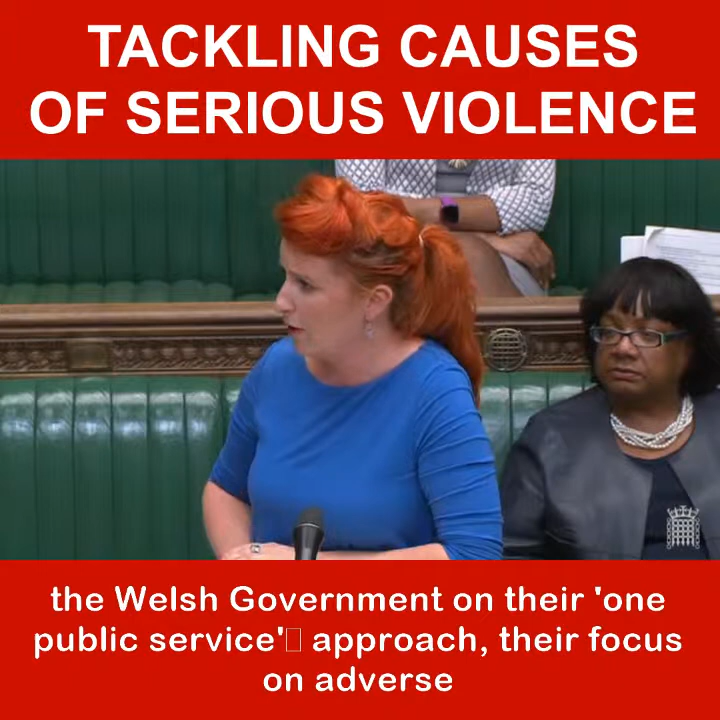 TACKLING CAUSES
OF SERIOUS VIOLENCE
the Welsh Government on their 'one
public service'▯ approach, their focus
on adverse